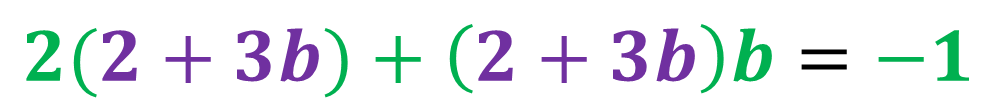 2(2 + 3b) + (2 + 3b)b = −1